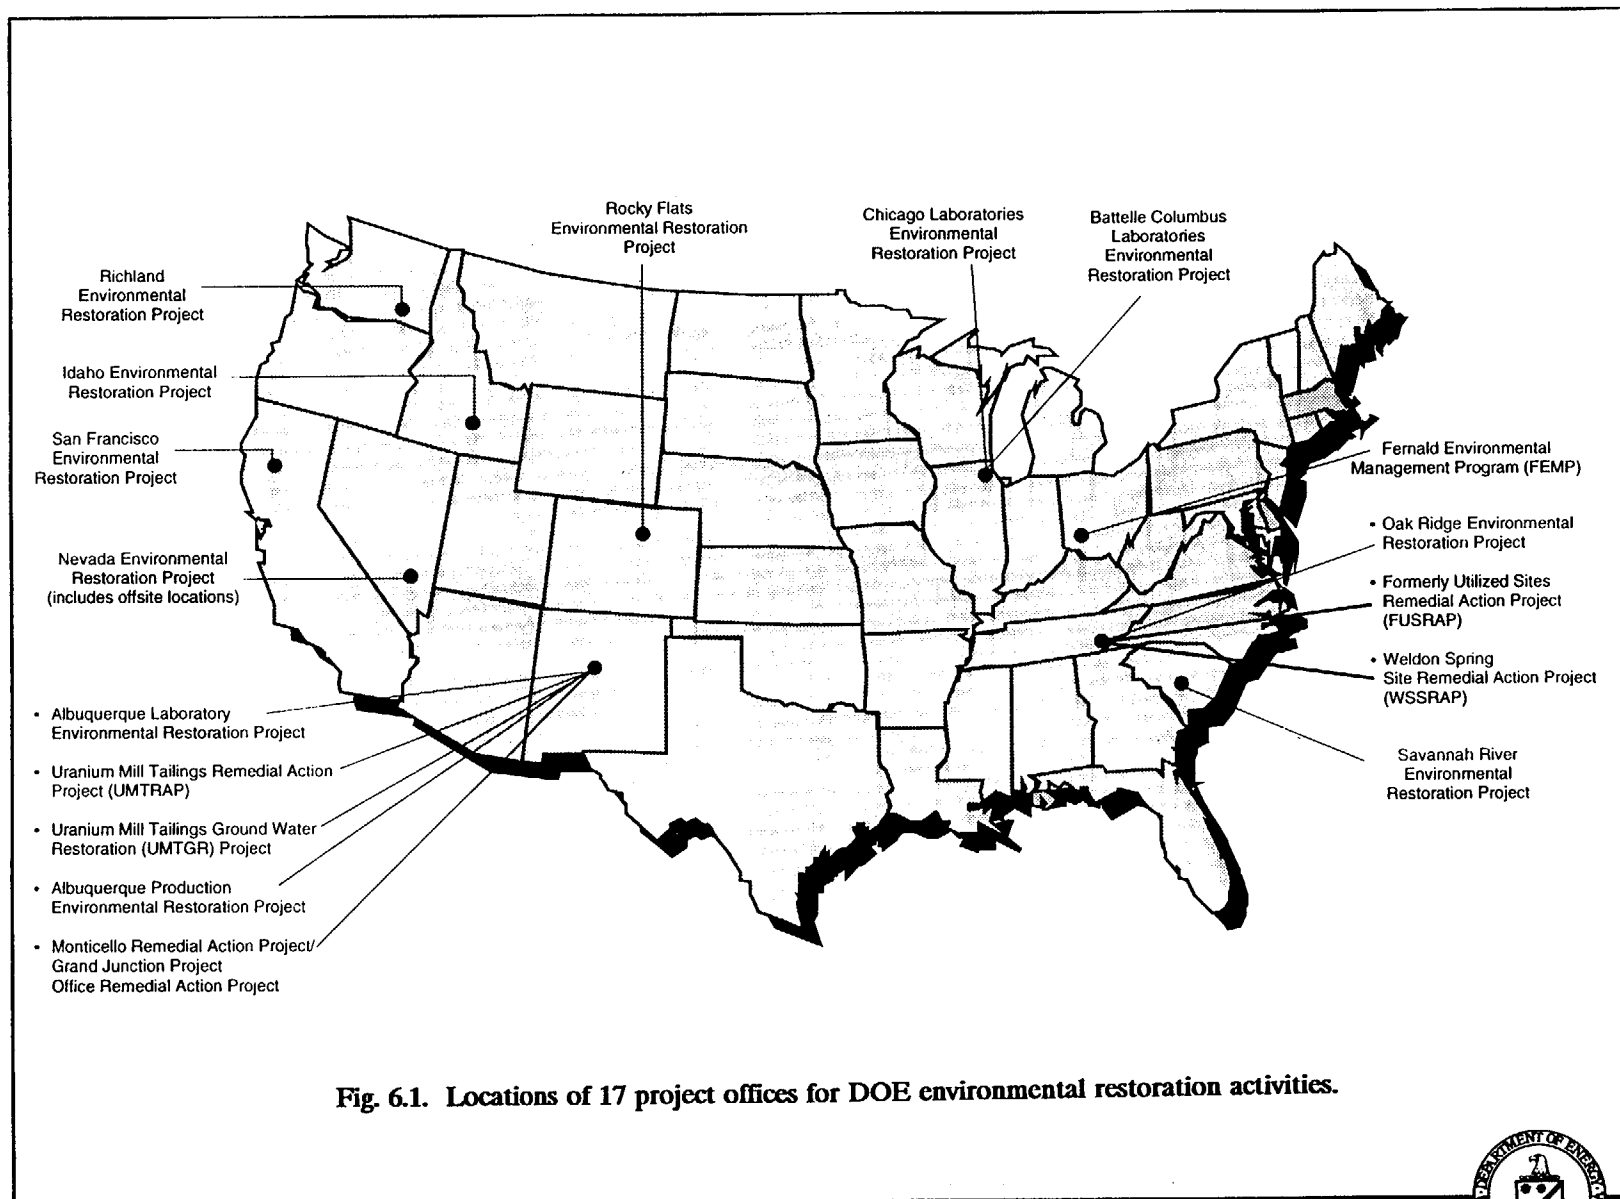 Rocky Flats
Environmental Restoration
Project
Chicago Laboratories
Environmental
Restoration Project
Battelle Columbus
Laboratories
Environmental
Restoration Project
Richland
Environmental
Restoration Project
Idaho Environmental
Restoration Project
San Francisco
Environmental
Restoration Project
Nevada Environmental
Restoration Project
(includes offsite locations)
• Albuquerque Laboratory
Environmental Restoration Project
• Uranium Mill Tailings Remedial Action
Project (UMTRAP)
• Uranium Mill Tailings Ground Water
Restoration (UMTGR) Project
• Albuquerque Production
Environmental Restoration Project
• Monticello Remedial Action Project/
Grand Junction Project
Office Remedial Action Project
Fernald Environmental
Management Program (FEMP)
• Oak Ridge Environmental
Restoration Project
• Formerly Utilized Sites
Remedial Action Project
(FUSRAP)
• Weldon Spring
Site Remedial Action Project
(WSSRAP)
Savannah River
Environmental
Restoration Project
Fig. 6.1. Locations of 17 project offices for DOE environmental restoration activities.
DEPARTMENT OF ENERGY